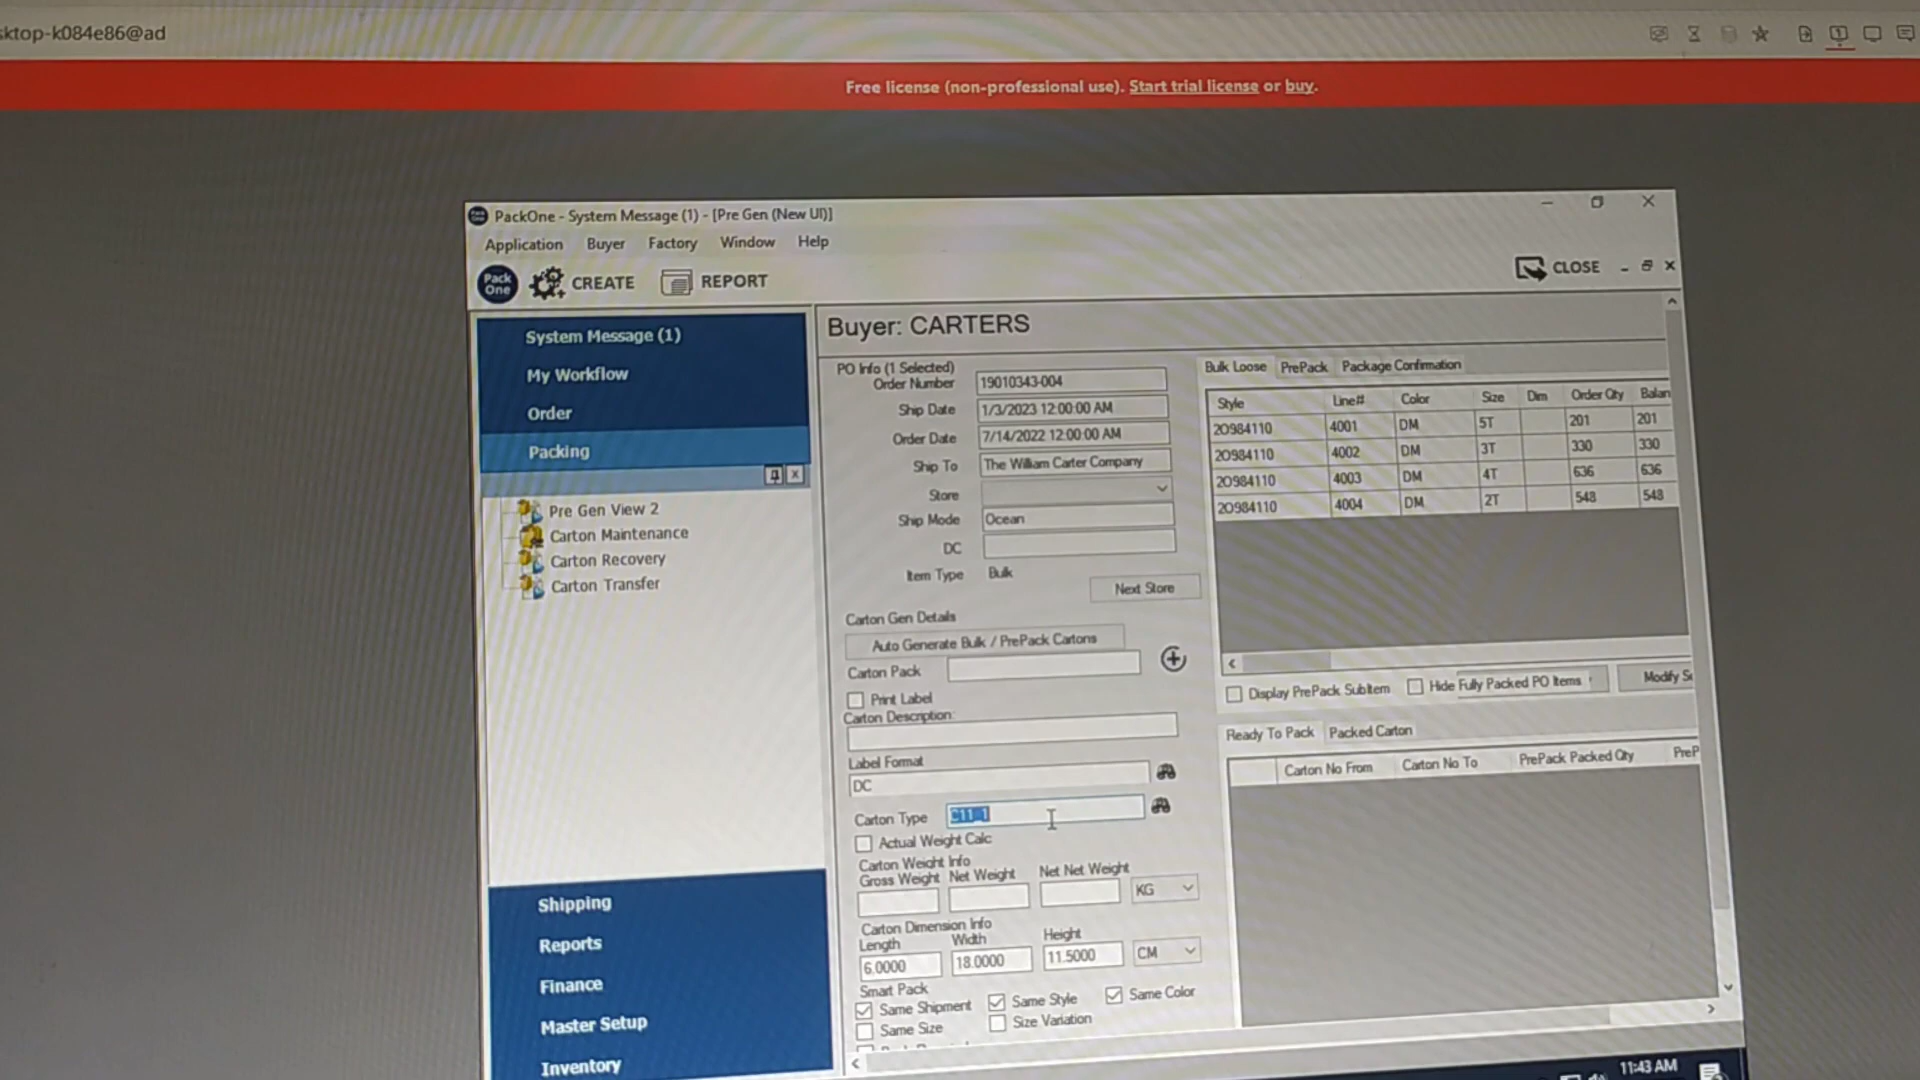 sktop-k084e86@ad
Free license (non-professional use). Start trial license or buy.
PackOne - System Message (1) - [Pre Gen (New UI)]
Application Buyer Factory Window Help
Pack One CREATE REPORT CLOSE
System Message (1)
My Workflow
Order
Packing
Pre Gen View 2
Carton Maintenance
Carton Recovery
Carton Transfer
Shipping
Reports
Finance
Master Setup
Inventory
Buyer: CARTERS
PO Info (1 Selected)
Order Number 19010343-004
Ship Date 1/3/2023 12:00:00 AM
Order Date 7/14/2022 12:00:00 AM
Ship To The William Carter Company
Store
Ship Mode Ocean
DC
Item Type Bulk
Next Store
Carton Gen Details
Auto Generate Bulk / PrePack Cartons
Carton Pack
Print Label
Carton Description:
Label Format
DC
Carton Type C11_1
Actual Weight Calc
Carton Weight Info
Gross Weight Net Weight Net Net Weight
KG
Carton Dimension Info
Length Width Height
6.0000 18.0000 11.5000 CM
Smart Pack
Same Shipment Same Style Same Color
Same Size Size Variation
Bulk Loose PrePack Package Confirmation
Style Line# Color Size Dim Order Qty Balan
20984110 4001 DM 5T 201 201
20984110 4002 DM 3T 330 330
20984110 4003 DM 4T 636 636
20984110 4004 DM 2T 548 548
Display PrePack SubItem Hide Fully Packed PO Items Modify Sc
Ready To Pack Packed Carton
Carton No From Carton No To PrePack Packed Qty PreP
11:43 AM